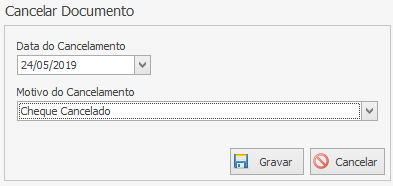 Cancelar Documento
Data do Cancelamento
24/05/2019
Motivo do Cancelamento
Cheque Cancelado
Gravar Cancelar